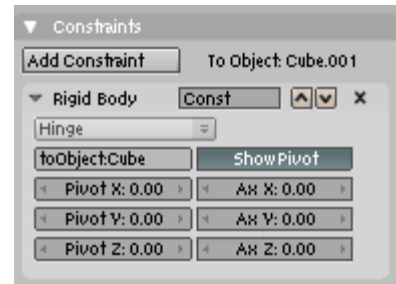 Constraints
Add Constraint To Object: Cube.001
Rigid Body Const
Hinge
toObject:Cube ShowPivot
Pivot X: 0.00 Ax X: 0.00
Pivot Y: 0.00 Ax Y: 0.00
Pivot Z: 0.00 Ax Z: 0.00